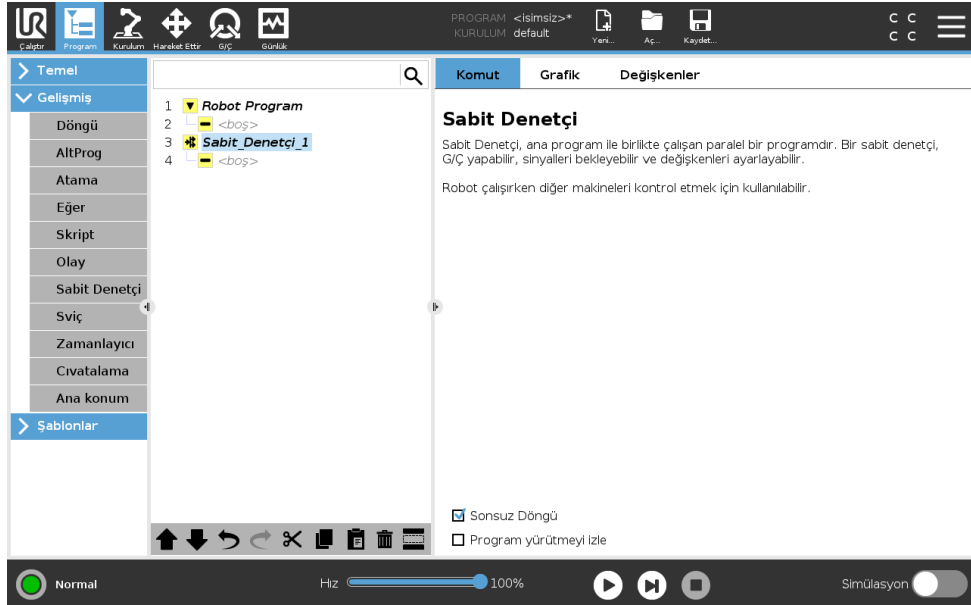 UR
PROGRAM <isimsiz>*
KURULUM default
C C
C C
Çalıştır Program Kurulum Hareket Ettir G/Ç Günlük Yeni... Aç... Kaydet...
Temel
Gelişmiş
Döngü
AltProg
Atama
Eğer
Skript
Olay
Sabit Denetçi
Sviç
Zamanlayıcı
Cıvatalama
Ana konum
Şablonlar
1 Robot Program
2 <boş>
3 Sabit_Denetçi_1
4 <boş>
Komut Grafik Değişkenler
Sabit Denetçi
Sabit Denetçi, ana program ile birlikte çalışan paralel bir programdır. Bir sabit denetçi,
G/Ç yapabilir, sinyalleri bekleyebilir ve değişkenleri ayarlayabilir.
Robot çalışırken diğer makineleri kontrol etmek için kullanılabilir.
Sonsuz Döngü
Program yürütmeyi izle
Normal Hız 100% Simülasyon